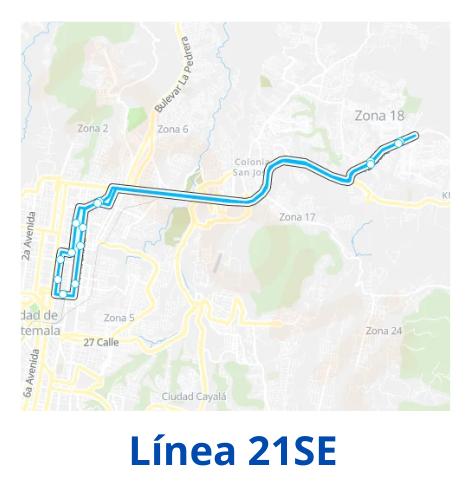 Bulevar La Pedrera
Zona 18
Zona 2
Zona 6
Colonia
San Jo
2a Avenida
Zona 17
dad de
temala
Zona 5
Zona 24
27 Calle
6a Avenida
Ciudad Cayalá
Línea 21SE